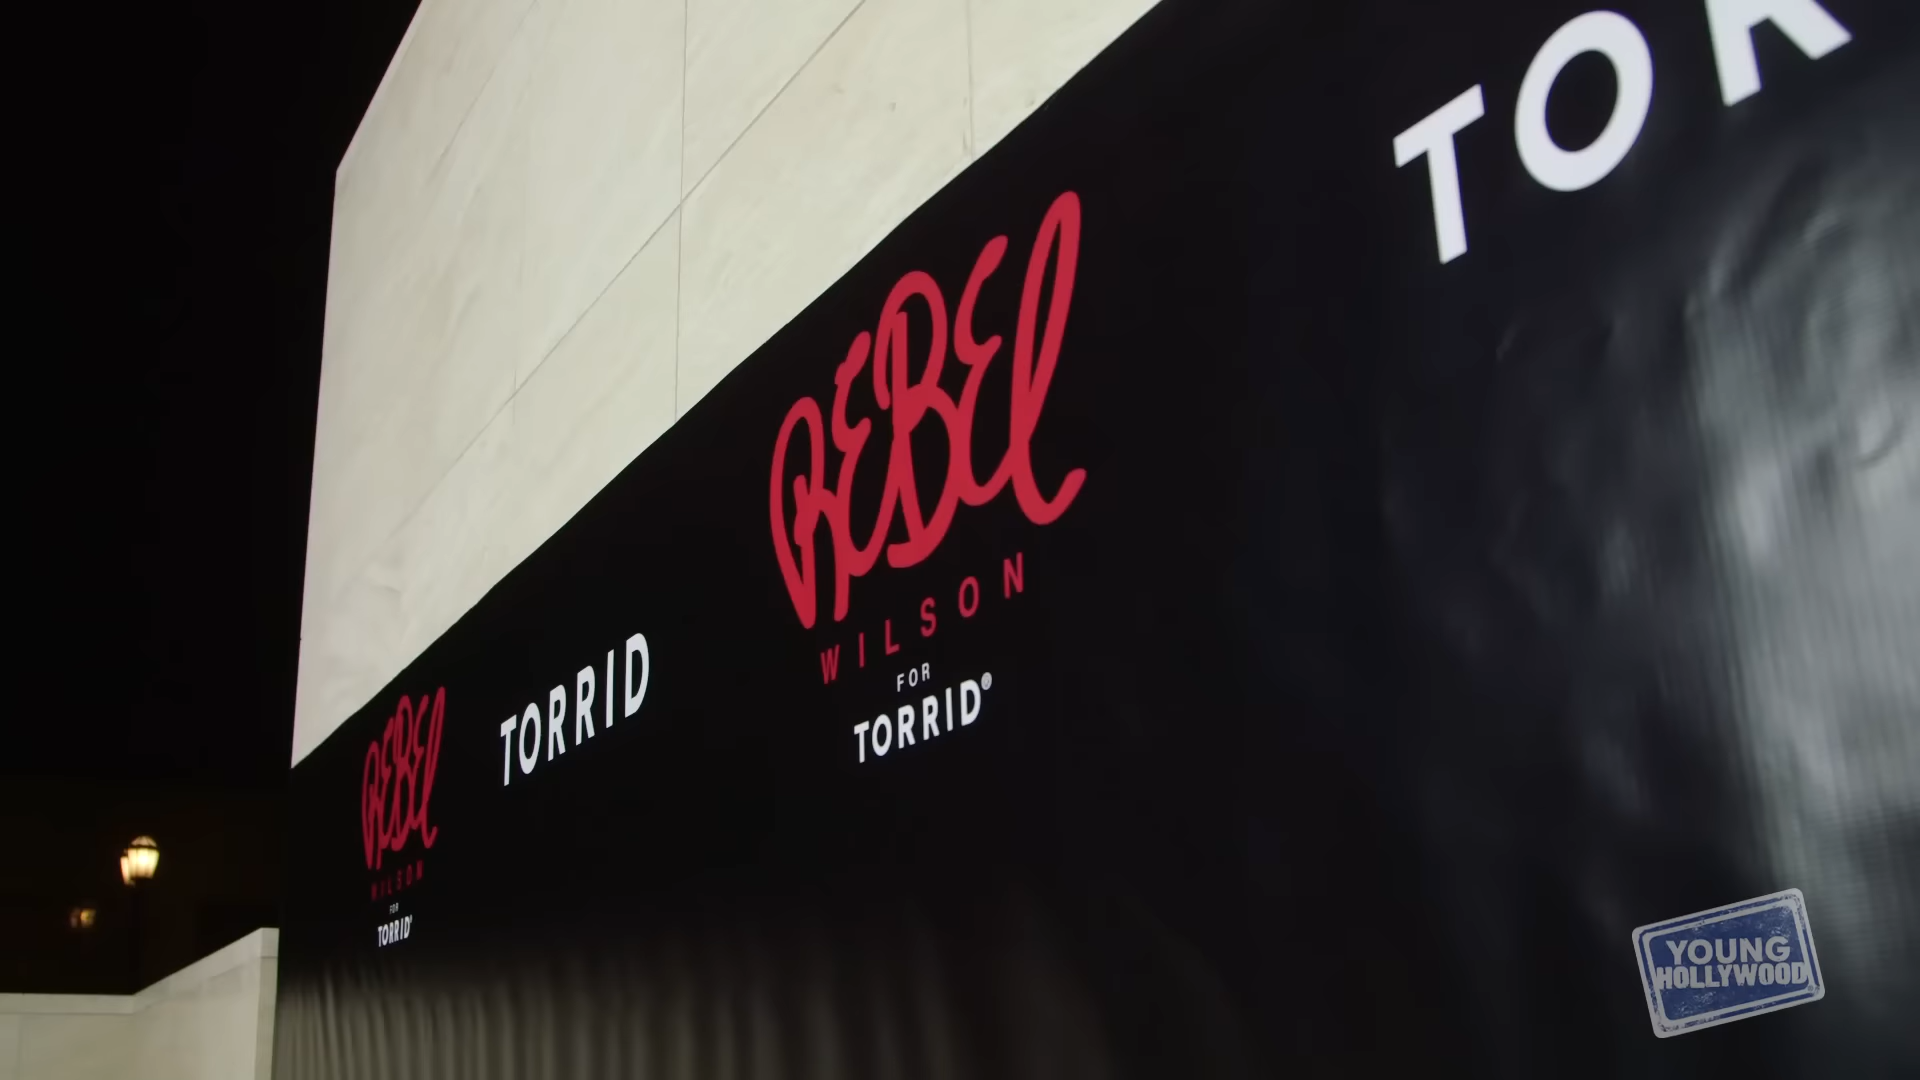 REBEL
WILSON
FOR
TORRID
TORRID
REBEL
WILSON
FOR
TORRID®
TOR
YOUNG
HOLLYWOOD